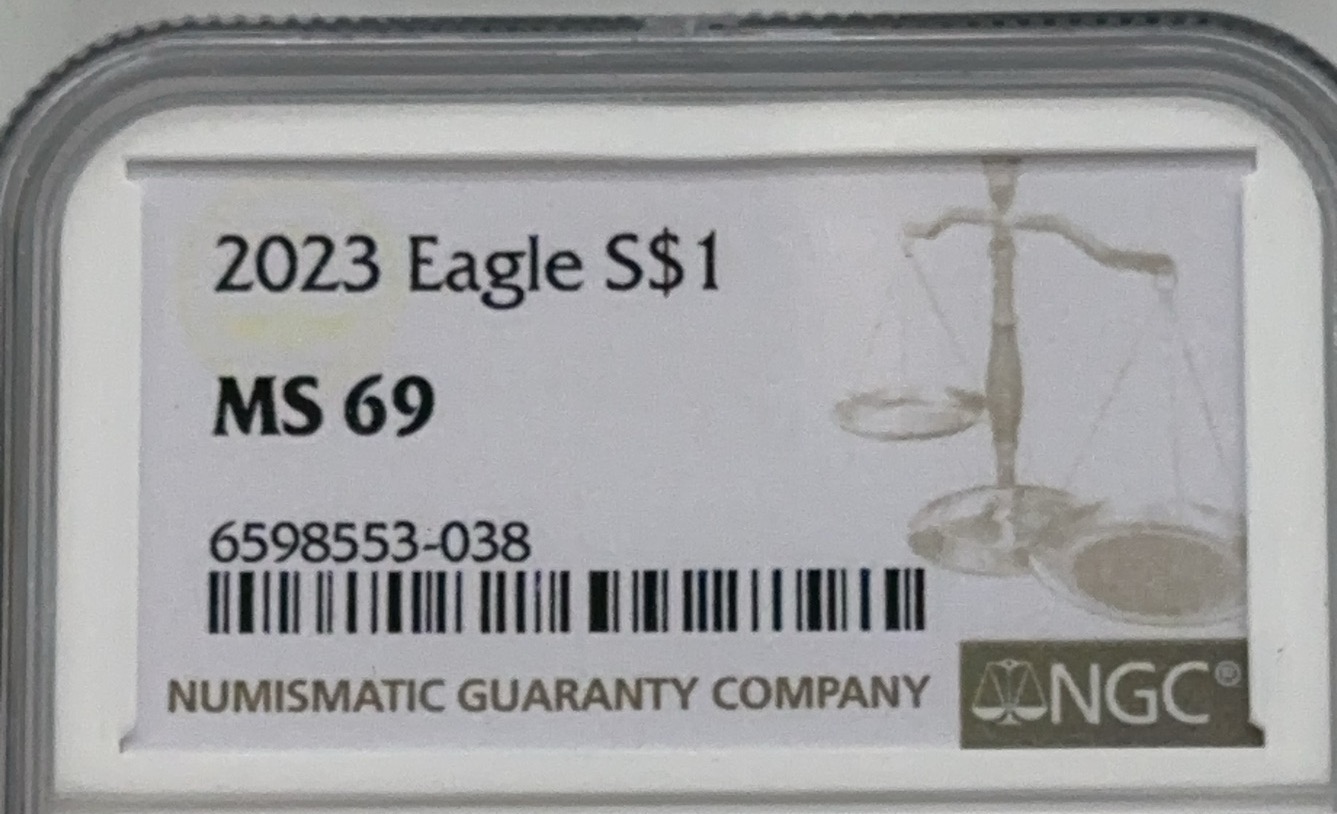 2023 Eagle S$1
MS 69
6598553-038
NUMISMATIC GUARANTY COMPANY
NGC®